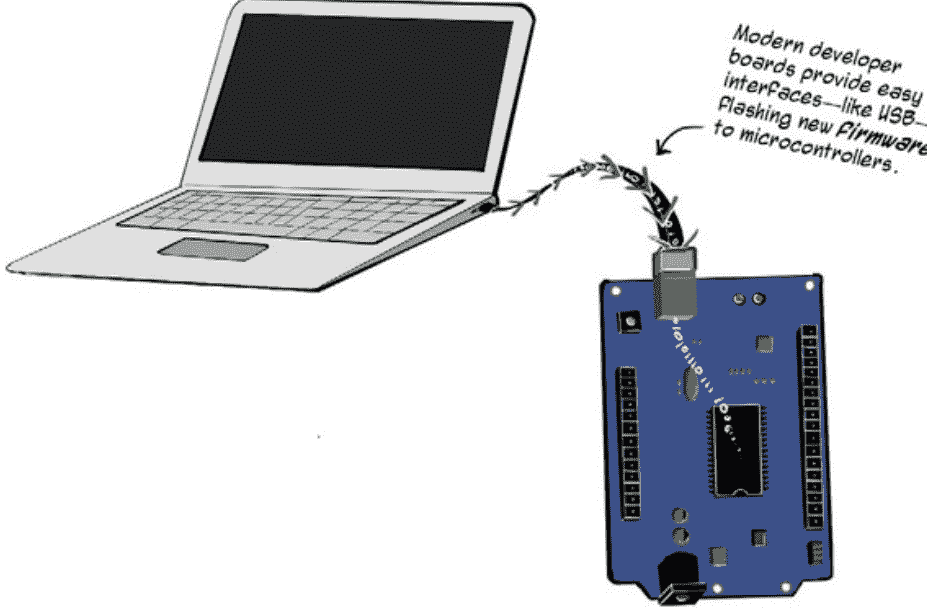 Modern developer
boards provide easy
interfaces—like USB—
flashing new firmware
to microcontrollers.